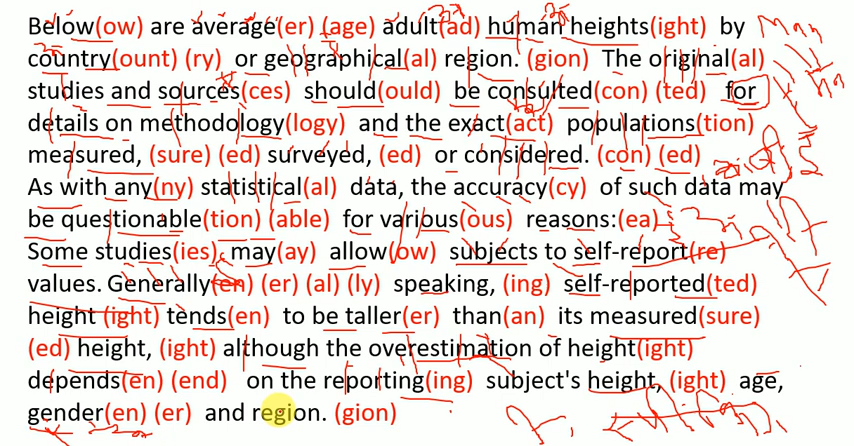 Below(ow) are average(er) (age) adult(ad) human heights(ight) by
country(ount) (ry) or geographical(al) region. (gion) The original(al)
studies and sources(ces) should(ould) be consulted(con) (ted) for
details on methodology(logy) and the exact(act) populations(tion)
measured, (sure) (ed) surveyed, (ed) or considered. (con) (ed)
As with any(ny) statistical(al) data, the accuracy(cy) of such data may
be questionable(tion) (able) for various(ous) reasons:(ea)
Some studies(ies) may(ay) allow(ow) subjects to self-report(re)
values. Generally(en) (er) (al) (ly) speaking, (ing) self-reported(ted)
height (ight) tends(en) to be taller(er) than(an) its measured(sure)
(ed) height, (ight) although the overestimation of height(ight)
depends(en) (end) on the reporting(ing) subject's height, (ight) age,
gender(en) (er) and region. (gion)